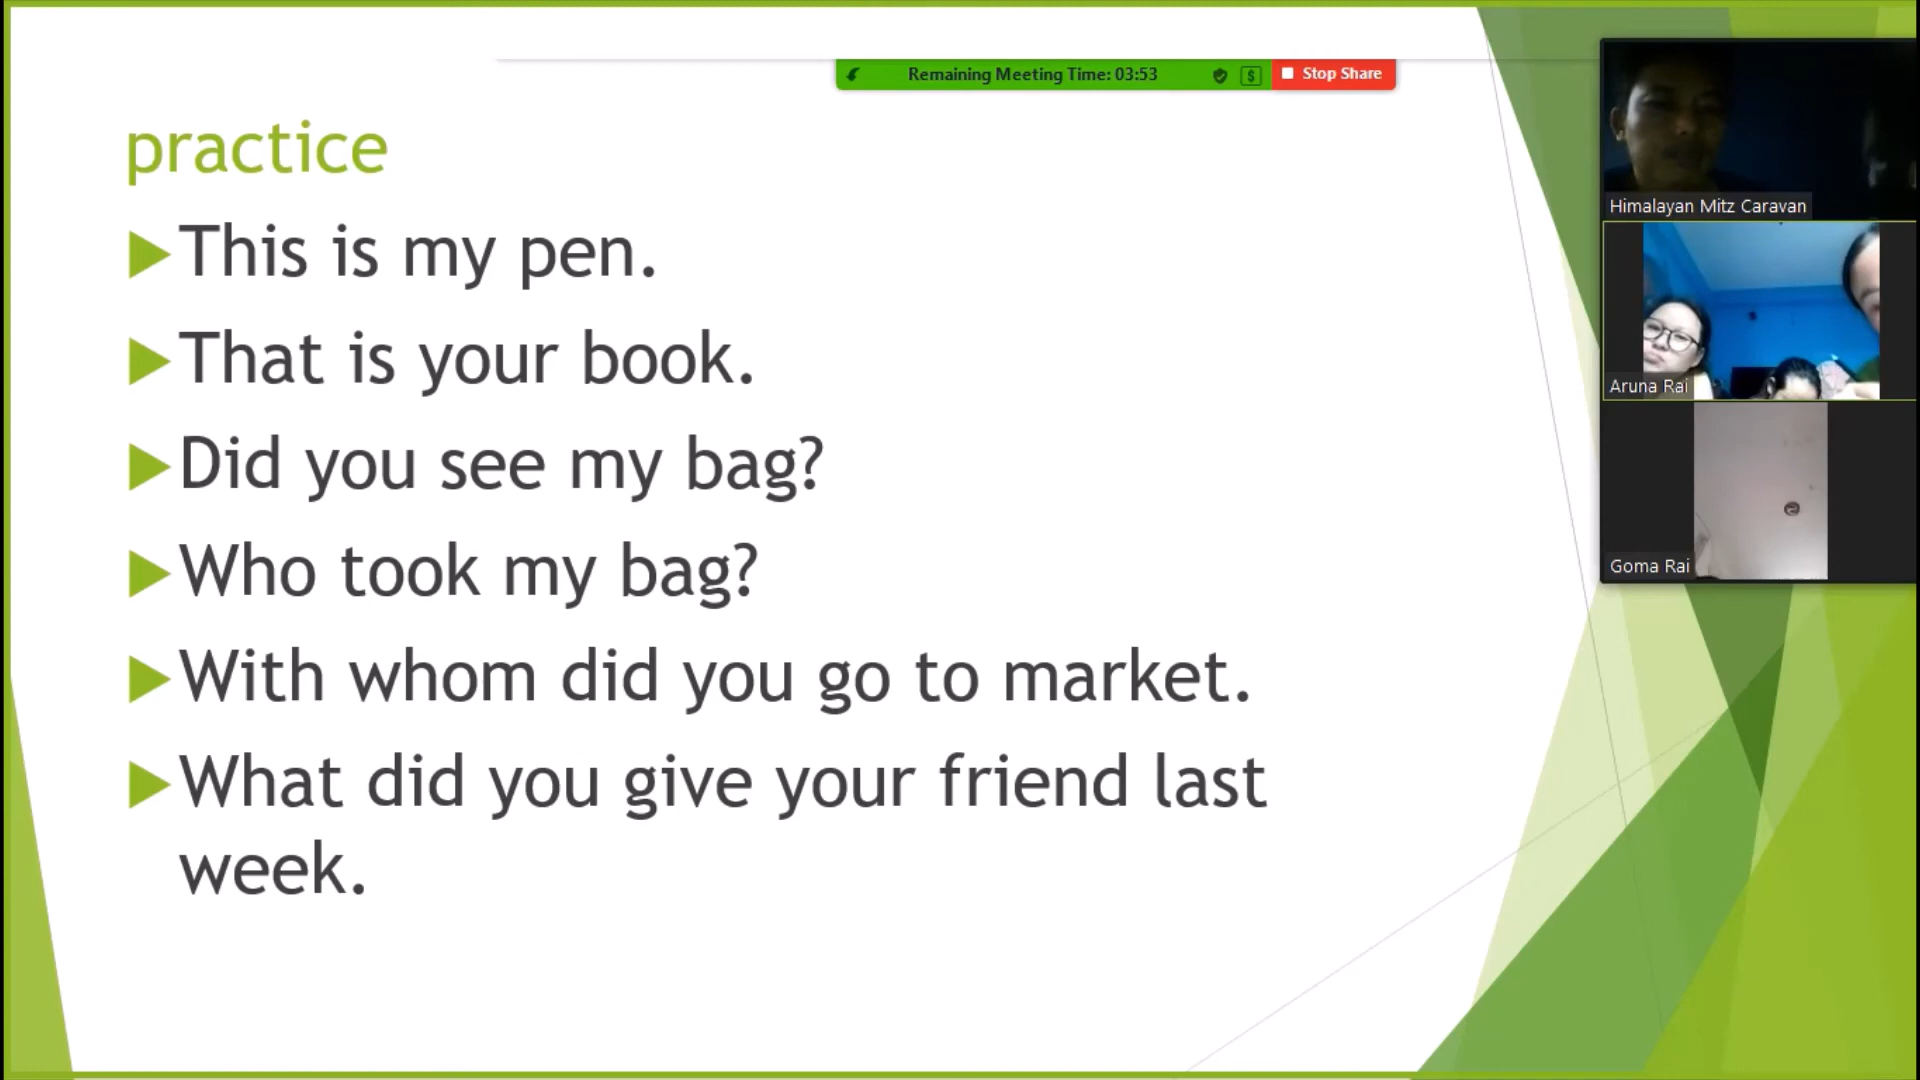 Remaining Meeting Time: 03:53
Stop Share
practice
This is my pen.
That is your book.
Did you see my bag?
Who took my bag?
With whom did you go to market.
What did you give your friend last
week.
Himalayan Mitz Caravan
Aruna Rai
Goma Rai